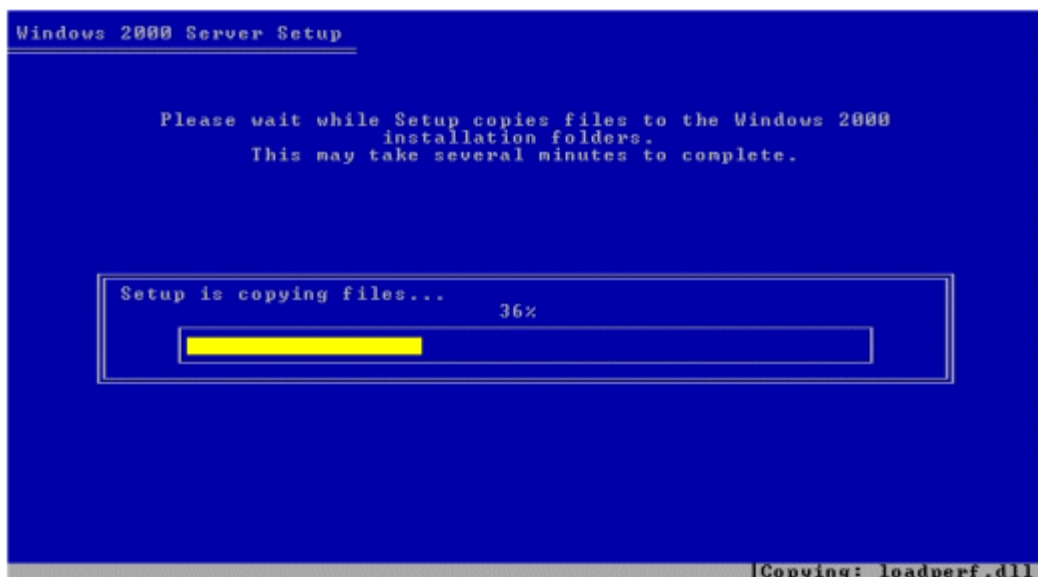 Windows 2000 Server Setup
Please wait while Setup copies files to the Windows 2000
installation folders.
This may take several minutes to complete.
Setup is copying files...
36%
Copying: loadperf.dll